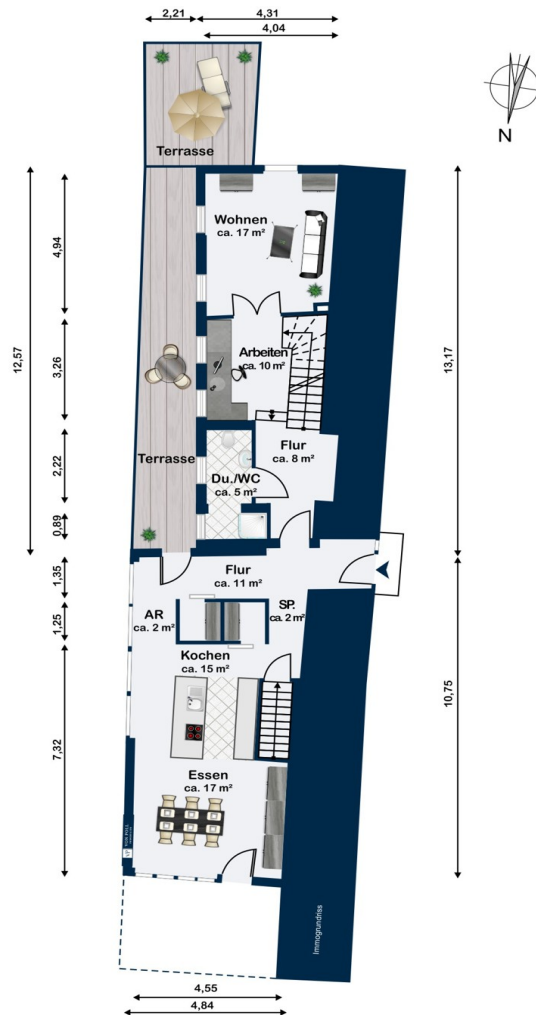 2,21
4,31
4,04
N
Terrasse
Wohnen
ca. 17 m²
4,94
12,57
3,26
13,17
Arbeiten
ca. 10 m²
Flur
ca. 8 m²
2,22
Terrasse
Du./WC
ca. 5 m²
0,89
Flur
ca. 11 m²
1,35
AR
ca. 2 m²
SP.
ca. 2 m²
1,25
Kochen
ca. 15 m²
10,75
7,32
Essen
ca. 17 m²
VP
VON POLL
Immogrundriss
4,55
4,84